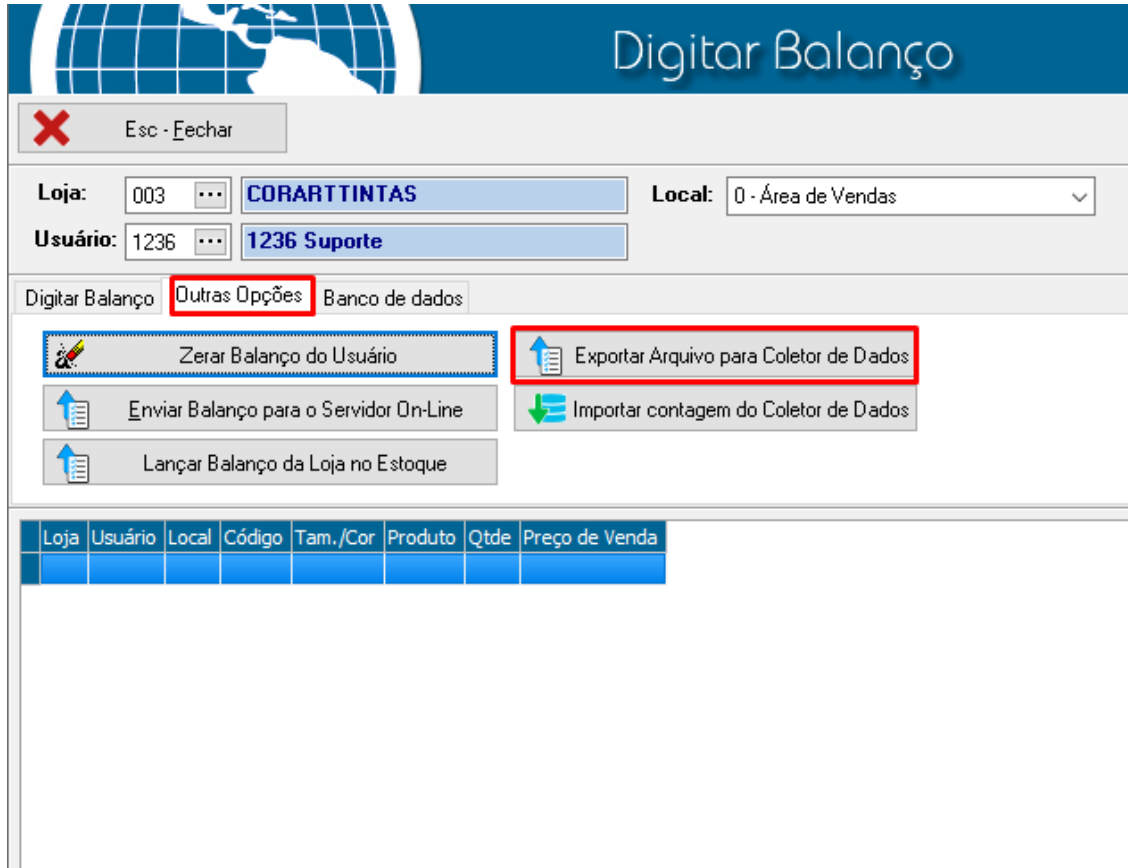 Digitar Balanço
Esc - Fechar
Loja: 003 ... CORARTTINTAS Local: 0 - Área de Vendas
Usuário: 1236 ... 1236 Suporte
Digitar Balanço Outras Opções Banco de dados
Zerar Balanço do Usuário Exportar Arquivo para Coletor de Dados
Enviar Balanço para o Servidor On-Line Importar contagem do Coletor de Dados
Lançar Balanço da Loja no Estoque
Loja Usuário Local Código Tam./Cor Produto Qtde Preço de Venda